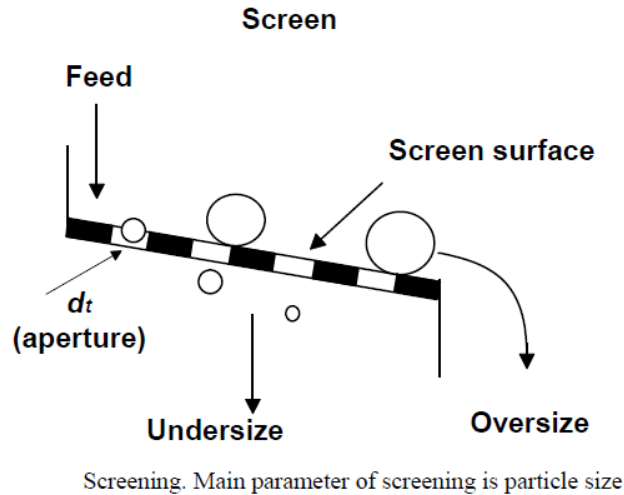 Screen
Feed
Screen surface
dt
(aperture)
Undersize
Oversize
Screening. Main parameter of screening is particle size